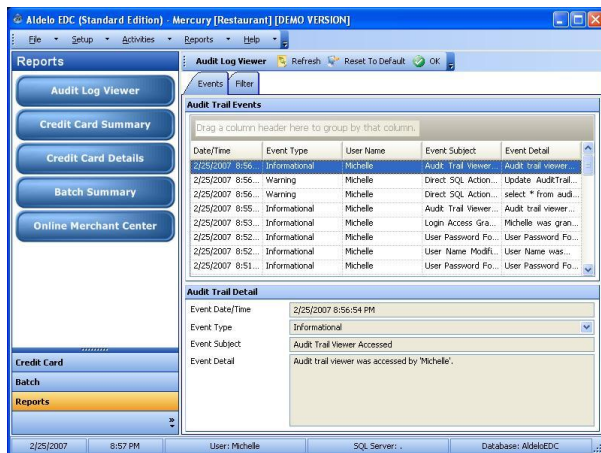 Aldelo EDC (Standard Edition) - Mercury [Restaurant] [DEMO VERSION]
File Setup Activities Reports Help
Reports
Audit Log Viewer Refresh Reset To Default OK
Events Filter
Audit Log Viewer
Credit Card Summary
Credit Card Details
Batch Summary
Online Merchant Center
Audit Trail Events
Drag a column header here to group by that column.
Date/Time Event Type User Name Event Subject Event Detail
2/25/2007 8:56... Informational Michelle Audit Trail Viewer... Audit trail viewer...
2/25/2007 8:56... Warning Michelle Direct SQL Action... Update AuditTrail...
2/25/2007 8:56... Warning Michelle Direct SQL Action... select * from audi...
2/25/2007 8:55... Informational Michelle Audit Trail Viewer... Audit trail viewer...
2/25/2007 8:53... Informational Michelle Login Access Gra... Michelle was gran...
2/25/2007 8:52... Informational Michelle User Password Fo... User Password Fo...
2/25/2007 8:52... Informational Michelle User Name Modifi... User Name was...
2/25/2007 8:51... Informational Michelle User Password Fo... User Password Fo...
Audit Trail Detail
Event Date/Time 2/25/2007 8:56:54 PM
Event Type Informational
Event Subject Audit Trail Viewer Accessed
Event Detail Audit trail viewer was accessed by 'Michelle'.
Credit Card
Batch
Reports
2/25/2007 8:57 PM User: Michelle SQL Server: . Database: AldeloEDC